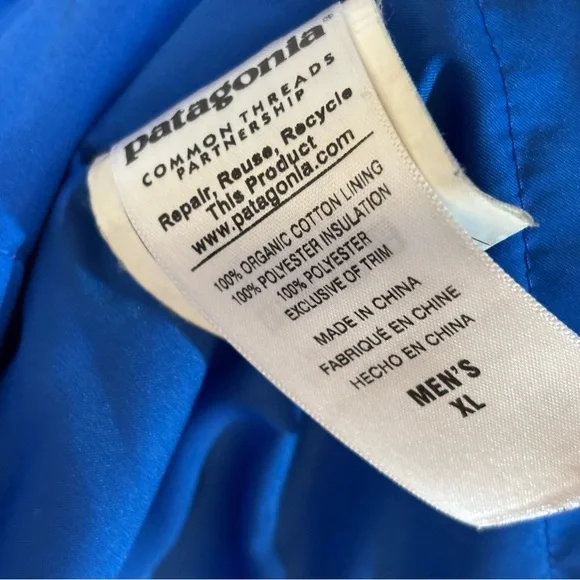 patagonia®
COMMON THREADS
PARTNERSHIP
Repair, Reuse, Recycle
This Product
www.patagonia.com
100% ORGANIC COTTON LINING
100% POLYESTER INSULATION
100% POLYESTER
EXCLUSIVE OF TRIM
MADE IN CHINA
FABRIQUÉ EN CHINE
HECHO EN CHINA
MEN'S
XL